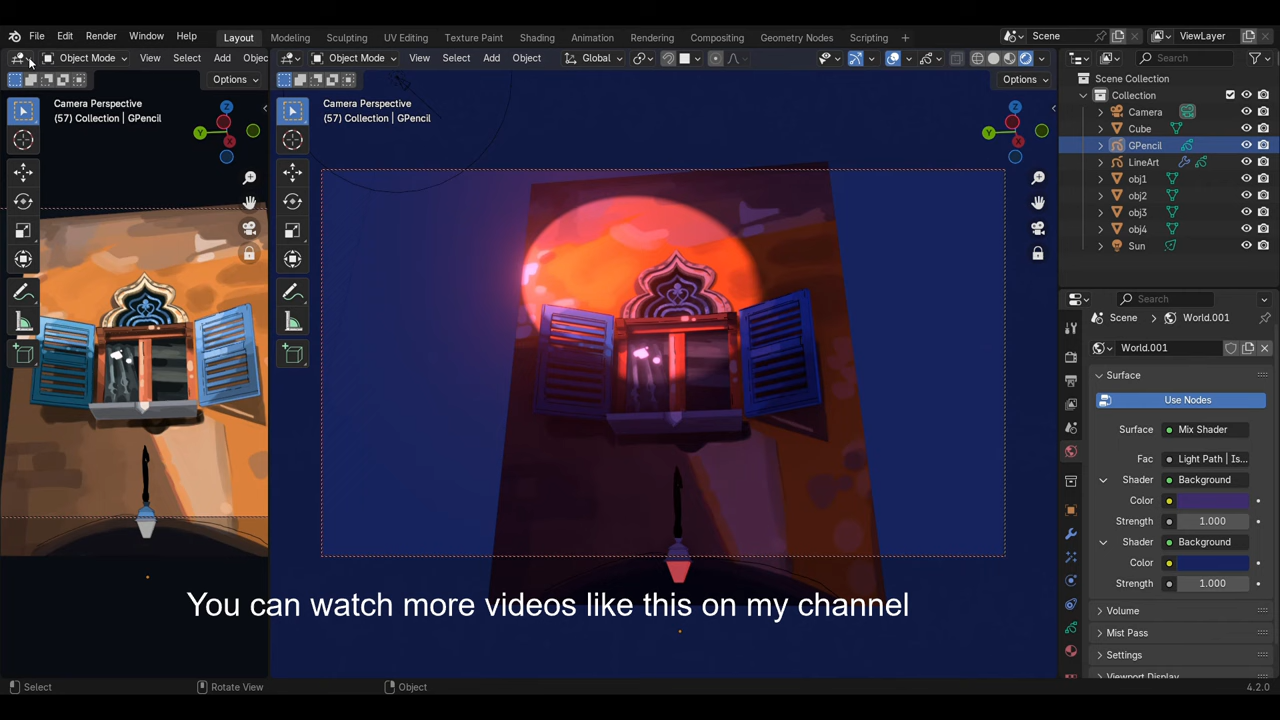 File Edit Render Window Help Layout Modeling Sculpting UV Editing Texture Paint Shading Animation Rendering Compositing Geometry Nodes Scripting + Scene ViewLayer
Object Mode View Select Add Objec
Object Mode View Select Add Object Global
Search
Options
Options
Camera Perspective
(57) Collection | GPencil
Z
Y
X
Camera Perspective
(57) Collection | GPencil
Z
Y
X
Scene Collection
Collection
Camera
Cube
GPencil
LineArt
obj1
obj2
obj3
obj4
Sun
Search
Scene > World.001
World.001
Surface
Use Nodes
Surface Mix Shader
Fac Light Path | Is...
Shader Background
Color
Strength 1.000
Shader Background
Color
Strength 1.000
Volume
Mist Pass
Settings
Viewport Display
You can watch more videos like this on my channel
Select Rotate View Object 4.2.0